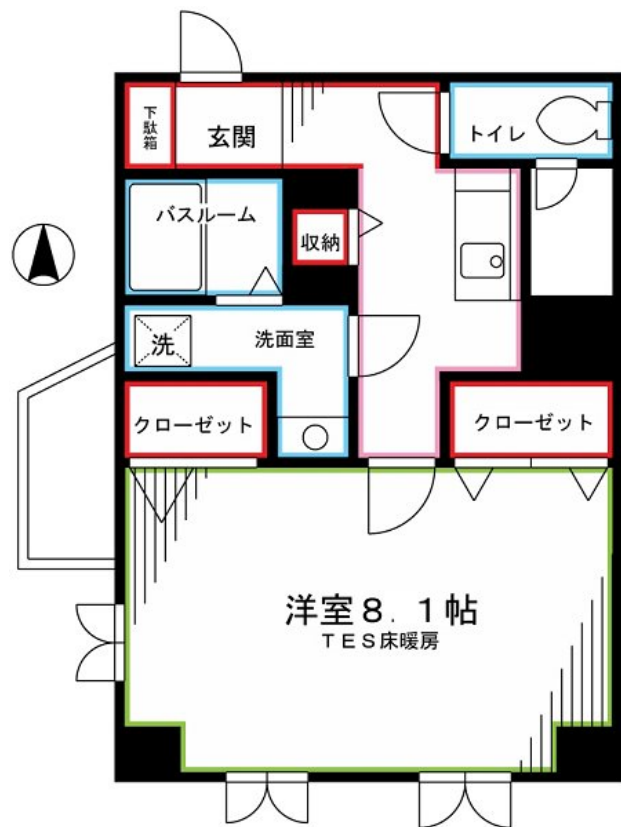 下駄箱
玄関
トイレ
バスルーム
収納
洗
洗面室
クローゼット
クローゼット
洋室8.1帖
TES床暖房